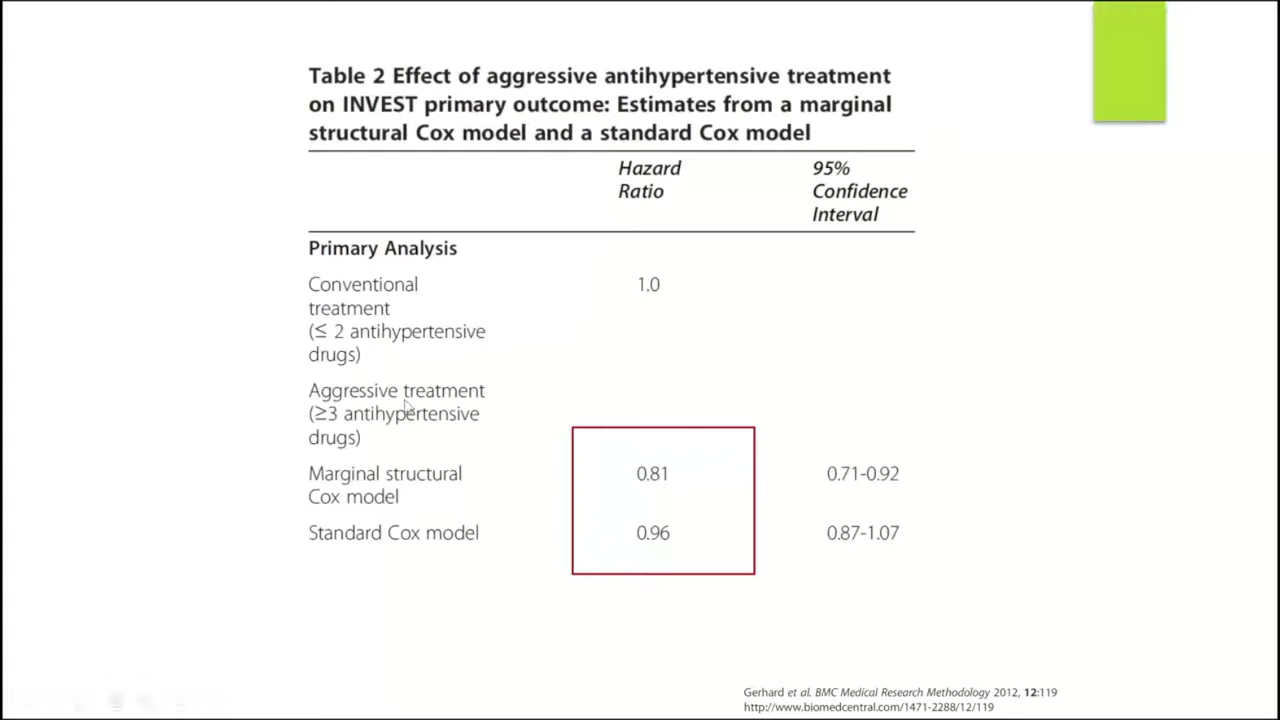 Table 2 Effect of aggressive antihypertensive treatment
on INVEST primary outcome: Estimates from a marginal
structural Cox model and a standard Cox model
Hazard
Ratio
95%
Confidence
Interval
Primary Analysis
Conventional
treatment
(≤ 2 antihypertensive
drugs)
1.0
Aggressive treatment
(≥3 antihypertensive
drugs)
Marginal structural
Cox model
0.81
0.71-0.92
Standard Cox model
0.96
0.87-1.07
Gerhard et al. BMC Medical Research Methodology 2012, 12:119
http://www.biomedcentral.com/1471-2288/12/119